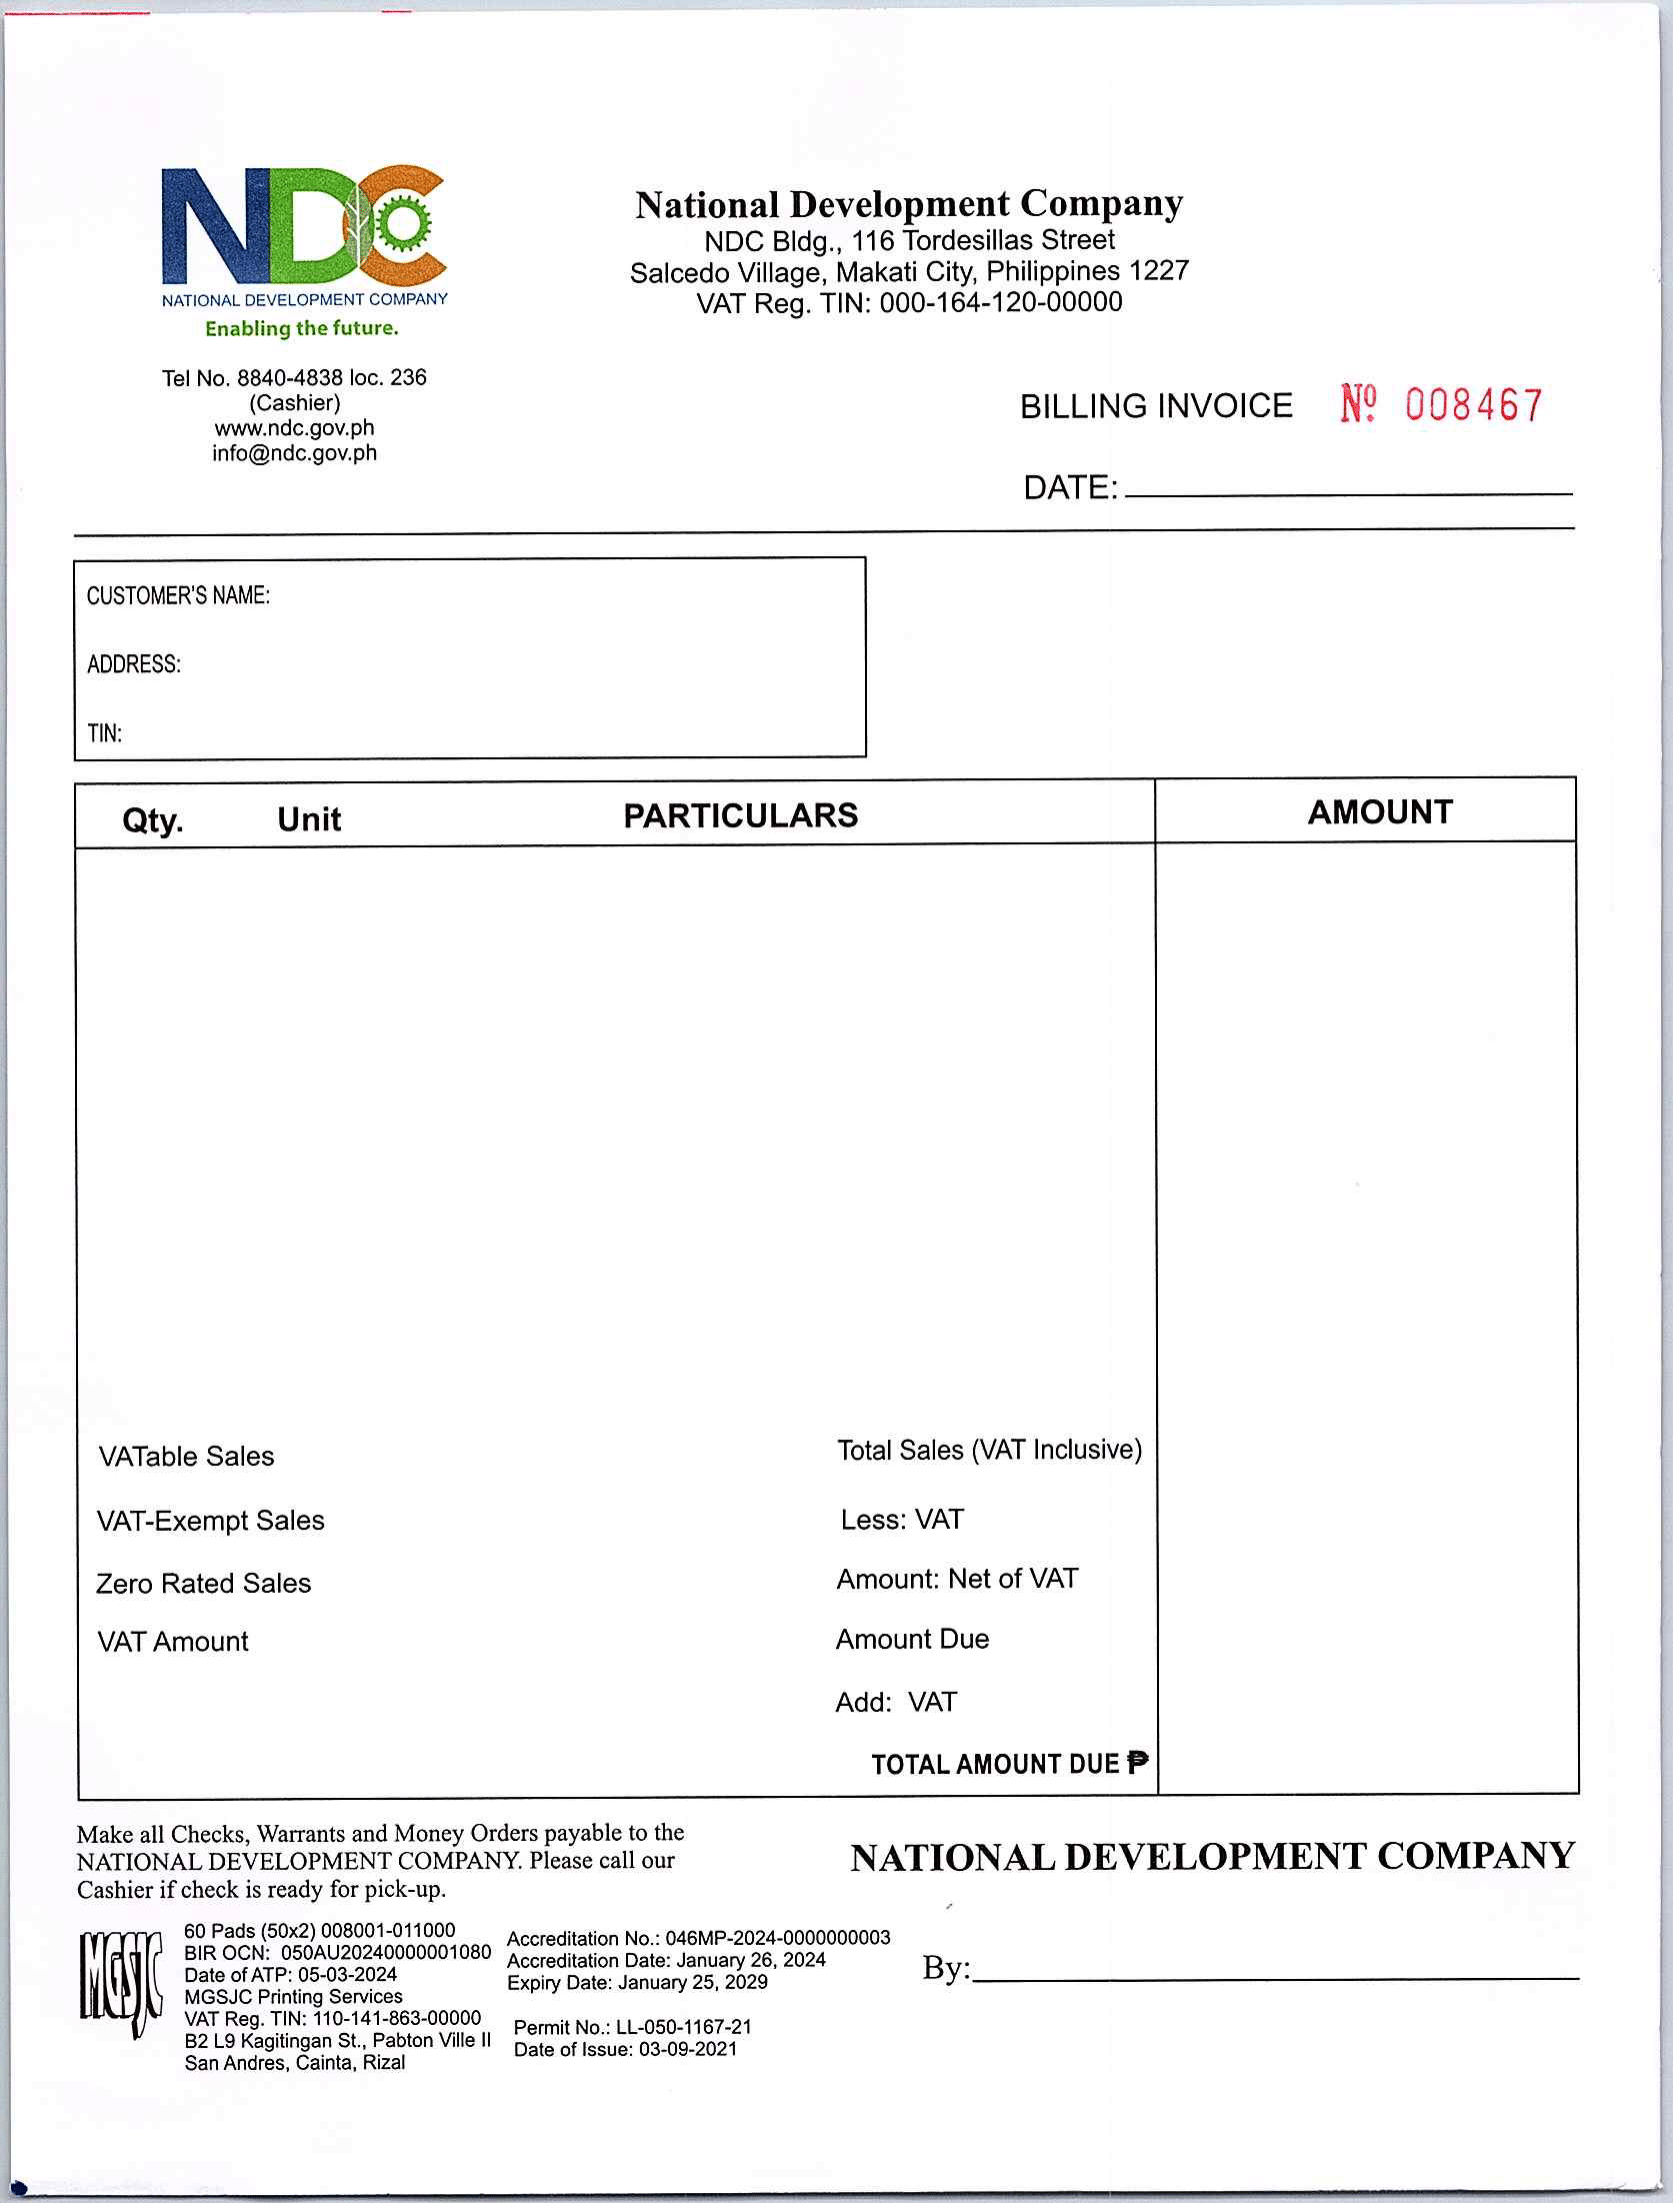 NDC
NATIONAL DEVELOPMENT COMPANY
Enabling the future.
Tel No. 8840-4838 loc. 236
(Cashier)
www.ndc.gov.ph
info@ndc.gov.ph
National Development Company
NDC Bldg., 116 Tordesillas Street
Salcedo Village, Makati City, Philippines 1227
VAT Reg. TIN: 000-164-120-00000
BILLING INVOICE Nº 008467
DATE:
CUSTOMER'S NAME:
ADDRESS:
TIN:
Qty. Unit PARTICULARS AMOUNT
VATable Sales Total Sales (VAT Inclusive)
VAT-Exempt Sales Less: VAT
Zero Rated Sales Amount: Net of VAT
VAT Amount Amount Due
Add: VAT
TOTAL AMOUNT DUE ₱
Make all Checks, Warrants and Money Orders payable to the
NATIONAL DEVELOPMENT COMPANY. Please call our
Cashier if check is ready for pick-up.
NATIONAL DEVELOPMENT COMPANY
By:
MGSJC
60 Pads (50x2) 008001-011000
BIR OCN: 050AU20240000001080
Date of ATP: 05-03-2024
MGSJC Printing Services
VAT Reg. TIN: 110-141-863-00000
B2 L9 Kagitingan St., Pabton Ville II
San Andres, Cainta, Rizal
Accreditation No.: 046MP-2024-0000000003
Accreditation Date: January 26, 2024
Expiry Date: January 25, 2029
Permit No.: LL-050-1167-21
Date of Issue: 03-09-2021